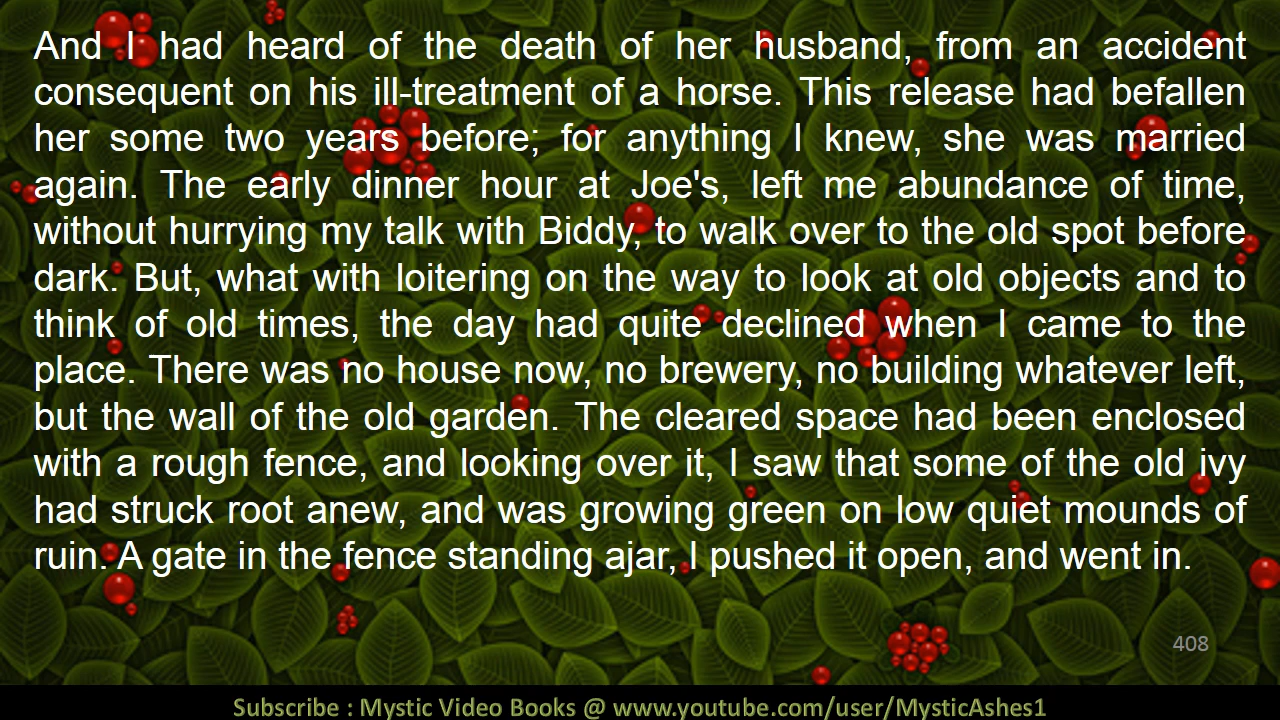 And I had heard of the death of her husband, from an accident
consequent on his ill-treatment of a horse. This release had befallen
her some two years before; for anything I knew, she was married
again. The early dinner hour at Joe's, left me abundance of time,
without hurrying my talk with Biddy, to walk over to the old spot before
dark. But, what with loitering on the way to look at old objects and to
think of old times, the day had quite declined when I came to the
place. There was no house now, no brewery, no building whatever left,
but the wall of the old garden. The cleared space had been enclosed
with a rough fence, and looking over it, I saw that some of the old ivy
had struck root anew, and was growing green on low quiet mounds of
ruin. A gate in the fence standing ajar, I pushed it open, and went in.
408
Subscribe : Mystic Video Books @ www.youtube.com/user/MysticAshes1